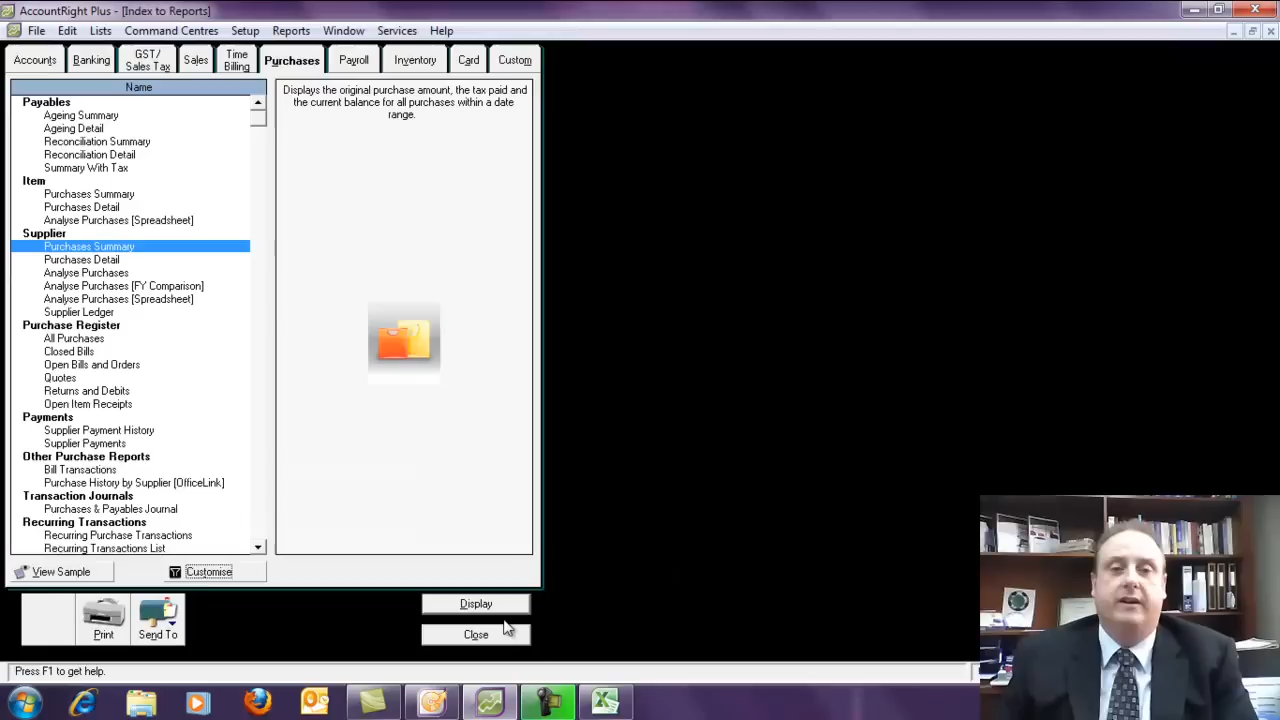 AccountRight Plus - [Index to Reports]
File Edit Lists Command Centres Setup Reports Window Services Help
Accounts Banking GST/ Sales Tax Sales Time Billing Purchases Payroll Inventory Card Custom
Name
Payables
Ageing Summary
Ageing Detail
Reconciliation Summary
Reconciliation Detail
Summary With Tax
Item
Purchases Summary
Purchases Detail
Analyse Purchases [Spreadsheet]
Supplier
Purchases Summary
Purchases Detail
Analyse Purchases
Analyse Purchases [FY Comparison]
Analyse Purchases [Spreadsheet]
Supplier Ledger
Purchase Register
All Purchases
Closed Bills
Open Bills and Orders
Quotes
Returns and Debits
Open Item Receipts
Payments
Supplier Payment History
Supplier Payments
Other Purchase Reports
Bill Transactions
Purchase History by Supplier [OfficeLink]
Transaction Journals
Purchases & Payables Journal
Recurring Transactions
Recurring Purchase Transactions
Recurring Transactions List
Displays the original purchase amount, the tax paid and
the current balance for all purchases within a date
range.
View Sample Customise
Print Send To
Display
Close
Press F1 to get help.